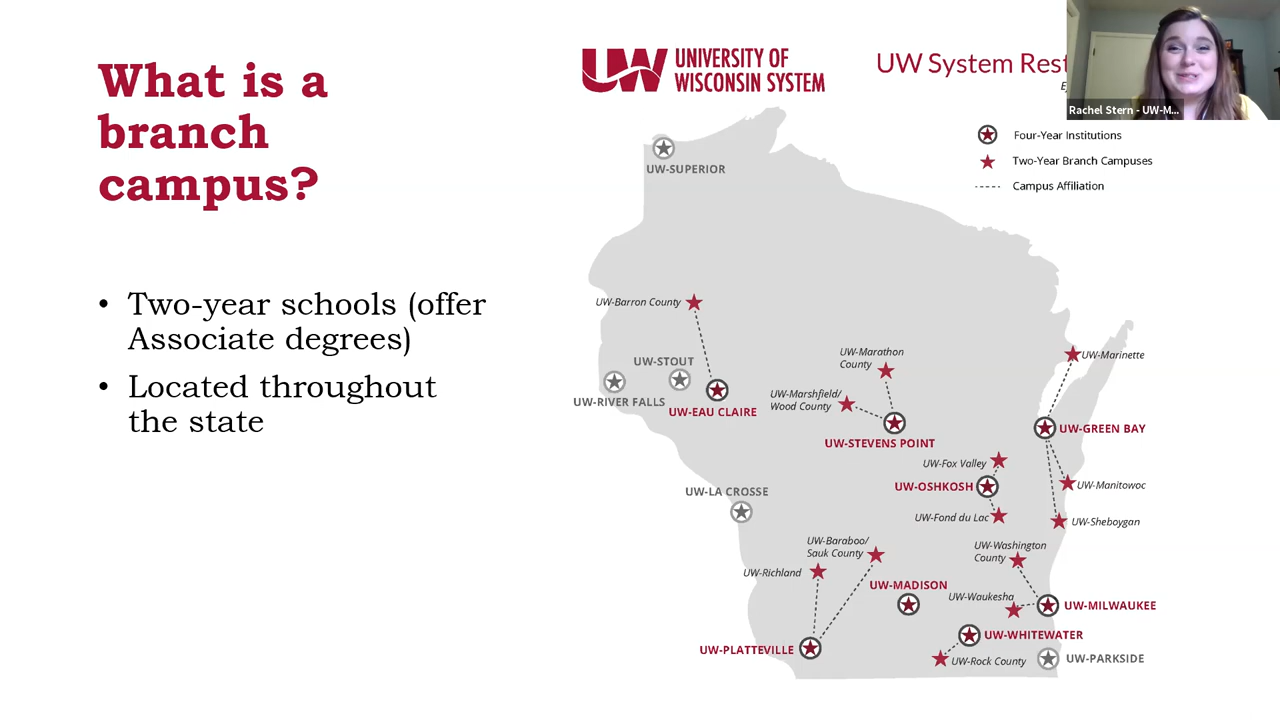 What is a
branch
campus?
• Two-year schools (offer
Associate degrees)
• Located throughout
the state
UW UNIVERSITY OF
WISCONSIN SYSTEM
UW System Rest
Rachel Stern - UW-M...
Four-Year Institutions
Two-Year Branch Campuses
Campus Affiliation
UW-SUPERIOR
UW-Barron County
UW-STOUT
UW-RIVER FALLS
UW-EAU CLAIRE
UW-Marathon
County
UW-Marshfield/
Wood County
UW-STEVENS POINT
UW-Marinette
UW-GREEN BAY
UW-Fox Valley
UW-OSHKOSH
UW-Fond du Lac
UW-Manitowoc
UW-Sheboygan
UW-LA CROSSE
UW-Baraboo/
Sauk County
UW-Richland
UW-MADISON
UW-Washington
County
UW-Waukesha
UW-MILWAUKEE
UW-WHITEWATER
UW-PLATTEVILLE
UW-Rock County
UW-PARKSIDE